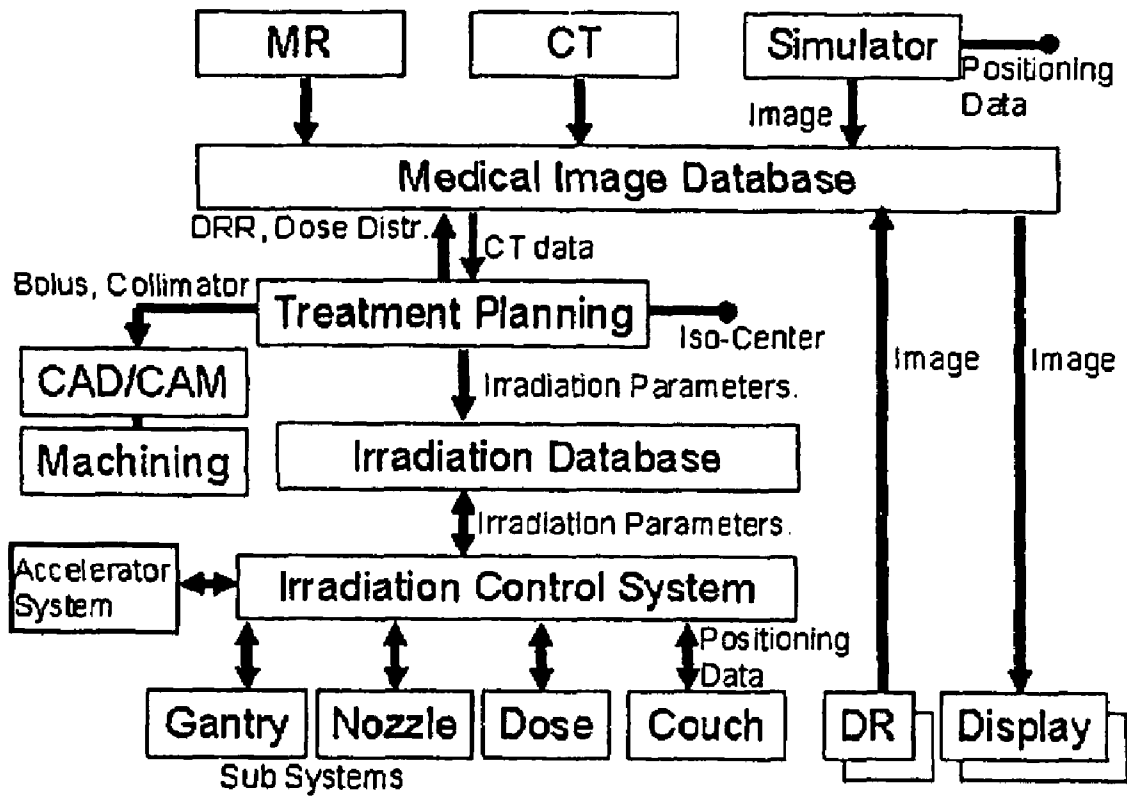 MR
CT
Simulator
Positioning
Data
Image
Medical Image Database
DRR, Dose Distr.
CT data
Bolus, Collimator
Treatment Planning
Iso-Center
CAD/CAM
Image
Image
Irradiation Parameters.
Machining
Irradiation Database
Irradiation Parameters.
Accelerator
System
Irradiation Control System
Positioning
Data
Gantry
Nozzle
Dose
Couch
DR
Display
Sub Systems